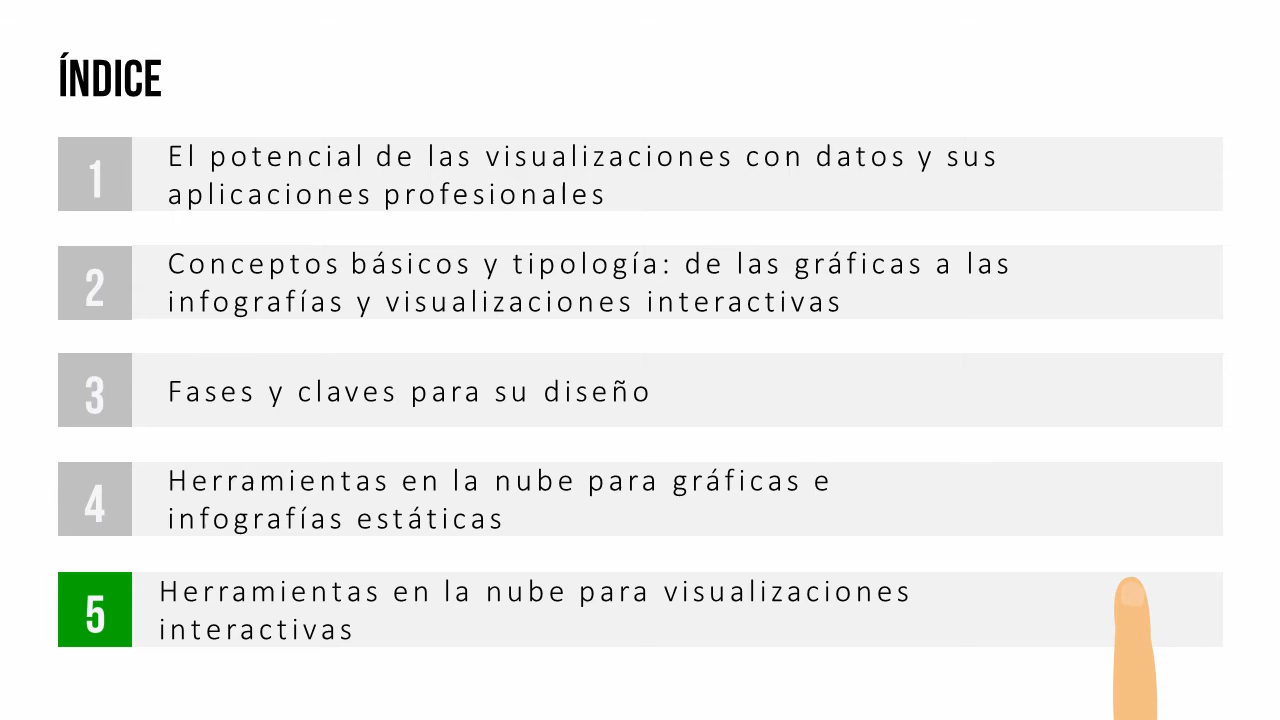 ÍNDICE
1
El potencial de las visualizaciones con datos y sus
aplicaciones profesionales
2
Conceptos básicos y tipología: de las gráficas a las
infografías y visualizaciones interactivas
3
Fases y claves para su diseño
4
Herramientas en la nube para gráficas e
infografías estáticas
5
Herramientas en la nube para visualizaciones
interactivas